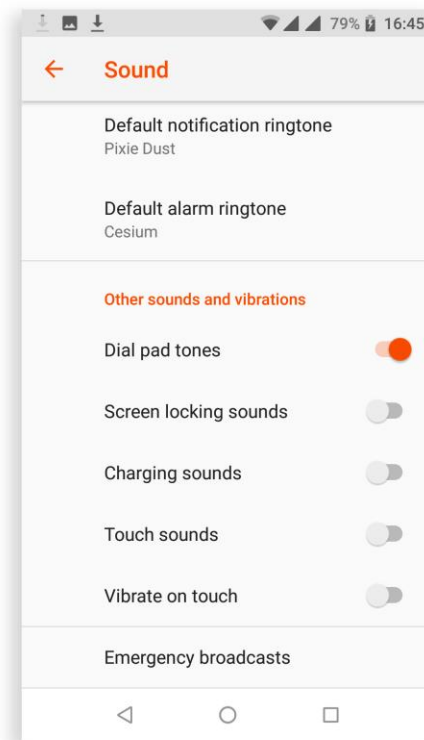 79% 16:45
Sound
Default notification ringtone
Pixie Dust
Default alarm ringtone
Cesium
Other sounds and vibrations
Dial pad tones
Screen locking sounds
Charging sounds
Touch sounds
Vibrate on touch
Emergency broadcasts